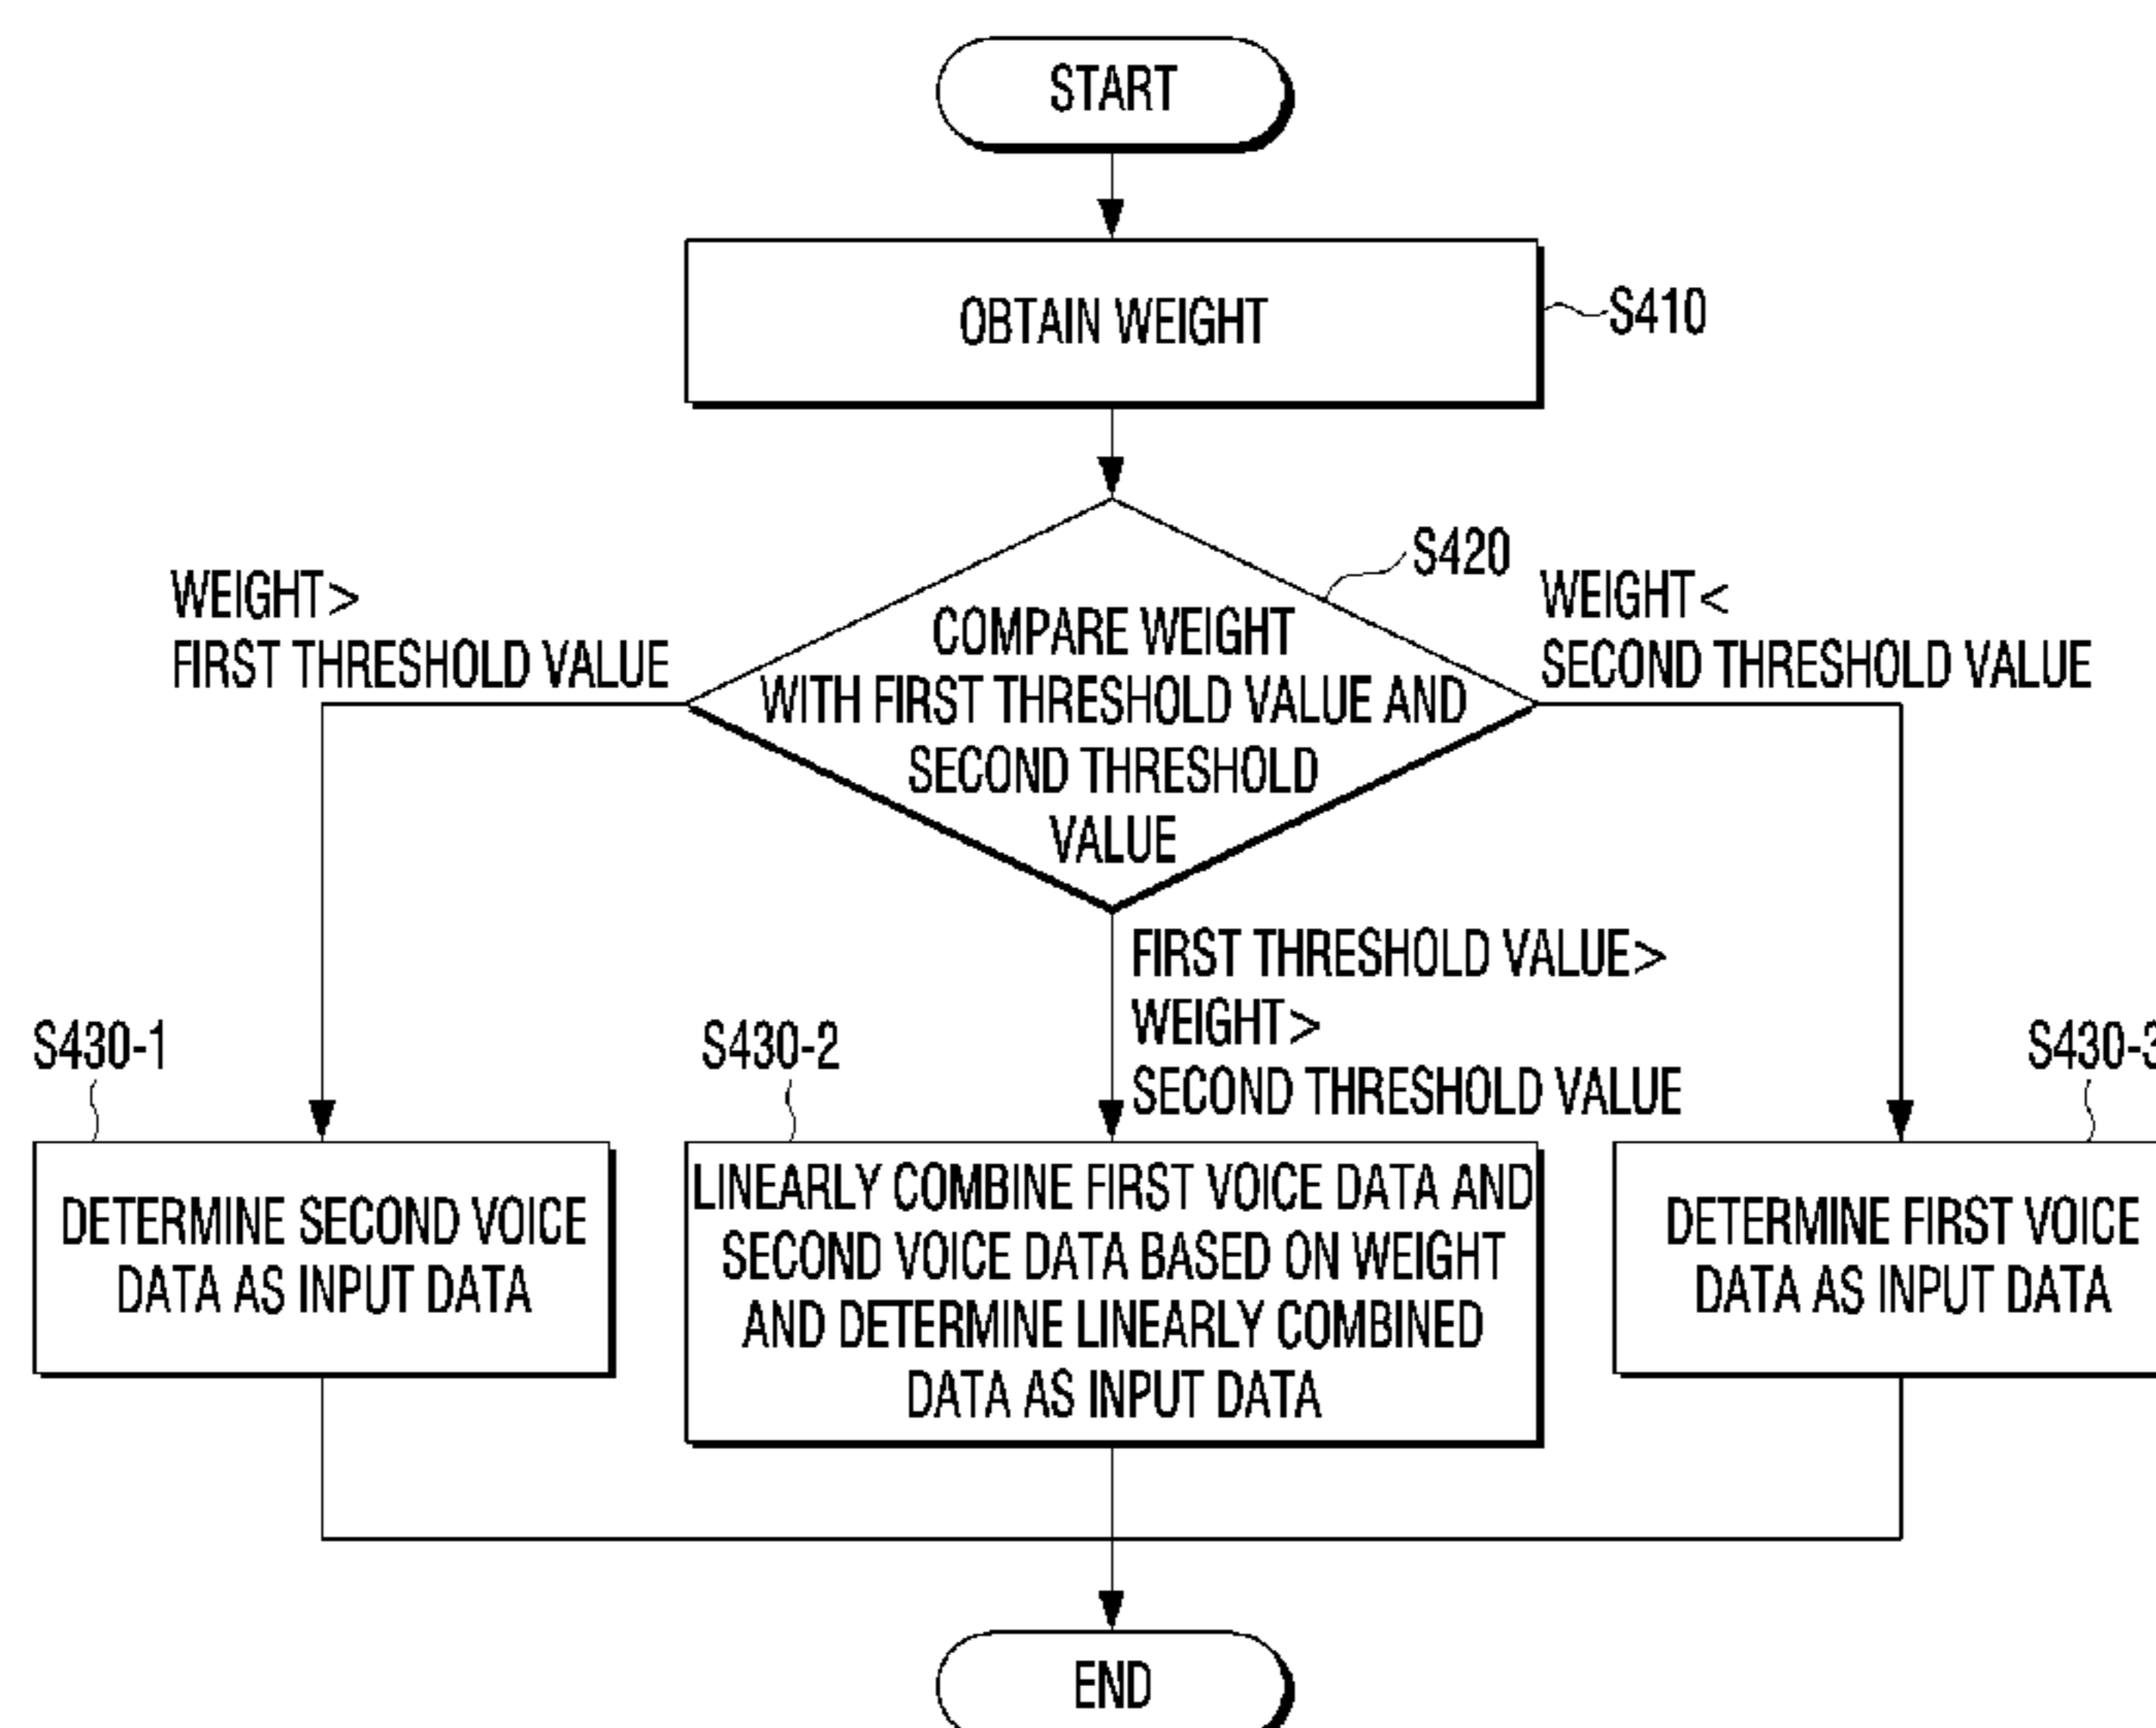 START
OBTAIN WEIGHT
S410
S420
WEIGHT>
FIRST THRESHOLD VALUE
COMPARE WEIGHT
WITH FIRST THRESHOLD VALUE AND
SECOND THRESHOLD
VALUE
WEIGHT<
SECOND THRESHOLD VALUE
FIRST THRESHOLD VALUE>
WEIGHT>
SECOND THRESHOLD VALUE
S430-1
DETERMINE SECOND VOICE
DATA AS INPUT DATA
S430-2
LINEARLY COMBINE FIRST VOICE DATA AND
SECOND VOICE DATA BASED ON WEIGHT
AND DETERMINE LINEARLY COMBINED
DATA AS INPUT DATA
S430-3
DETERMINE FIRST VOICE
DATA AS INPUT DATA
END